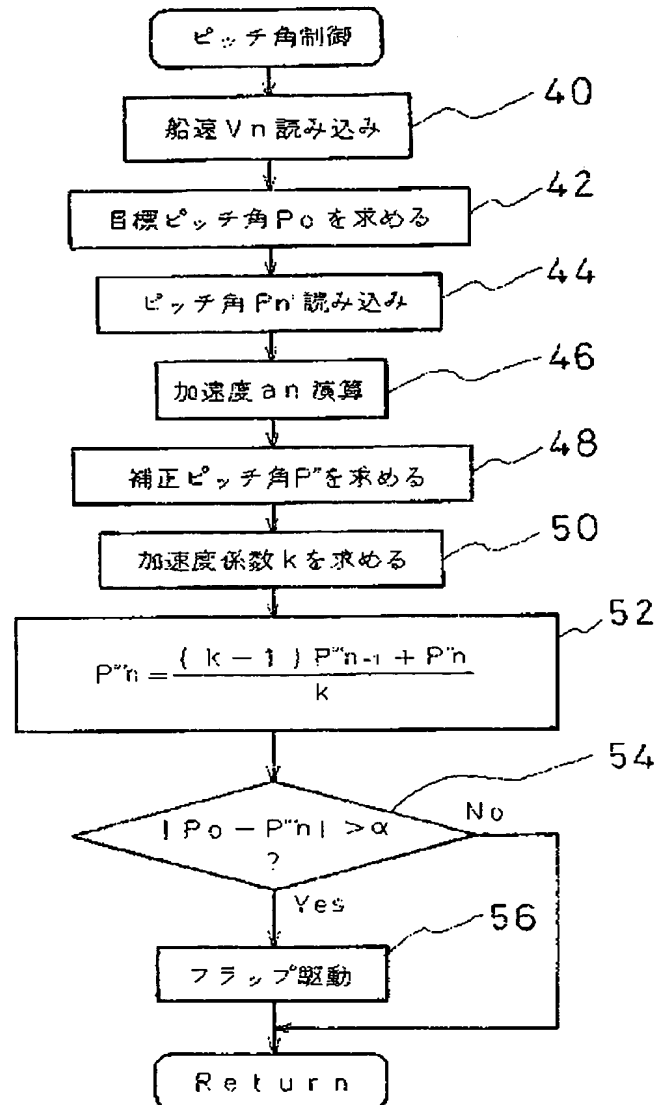 ピッチ角制御
船速Vn読み込み
40
目標ピッチ角Poを求める
42
ピッチ角Pn'読み込み
44
加速度an演算
46
補正ピッチ角P"を求める
48
加速度係数kを求める
50
52
P"'n = ( k − 1 ) P"'n-1 + P"n
k
54
| Po − P"'n | > α
?
No
Yes
フラップ駆動
56
Return